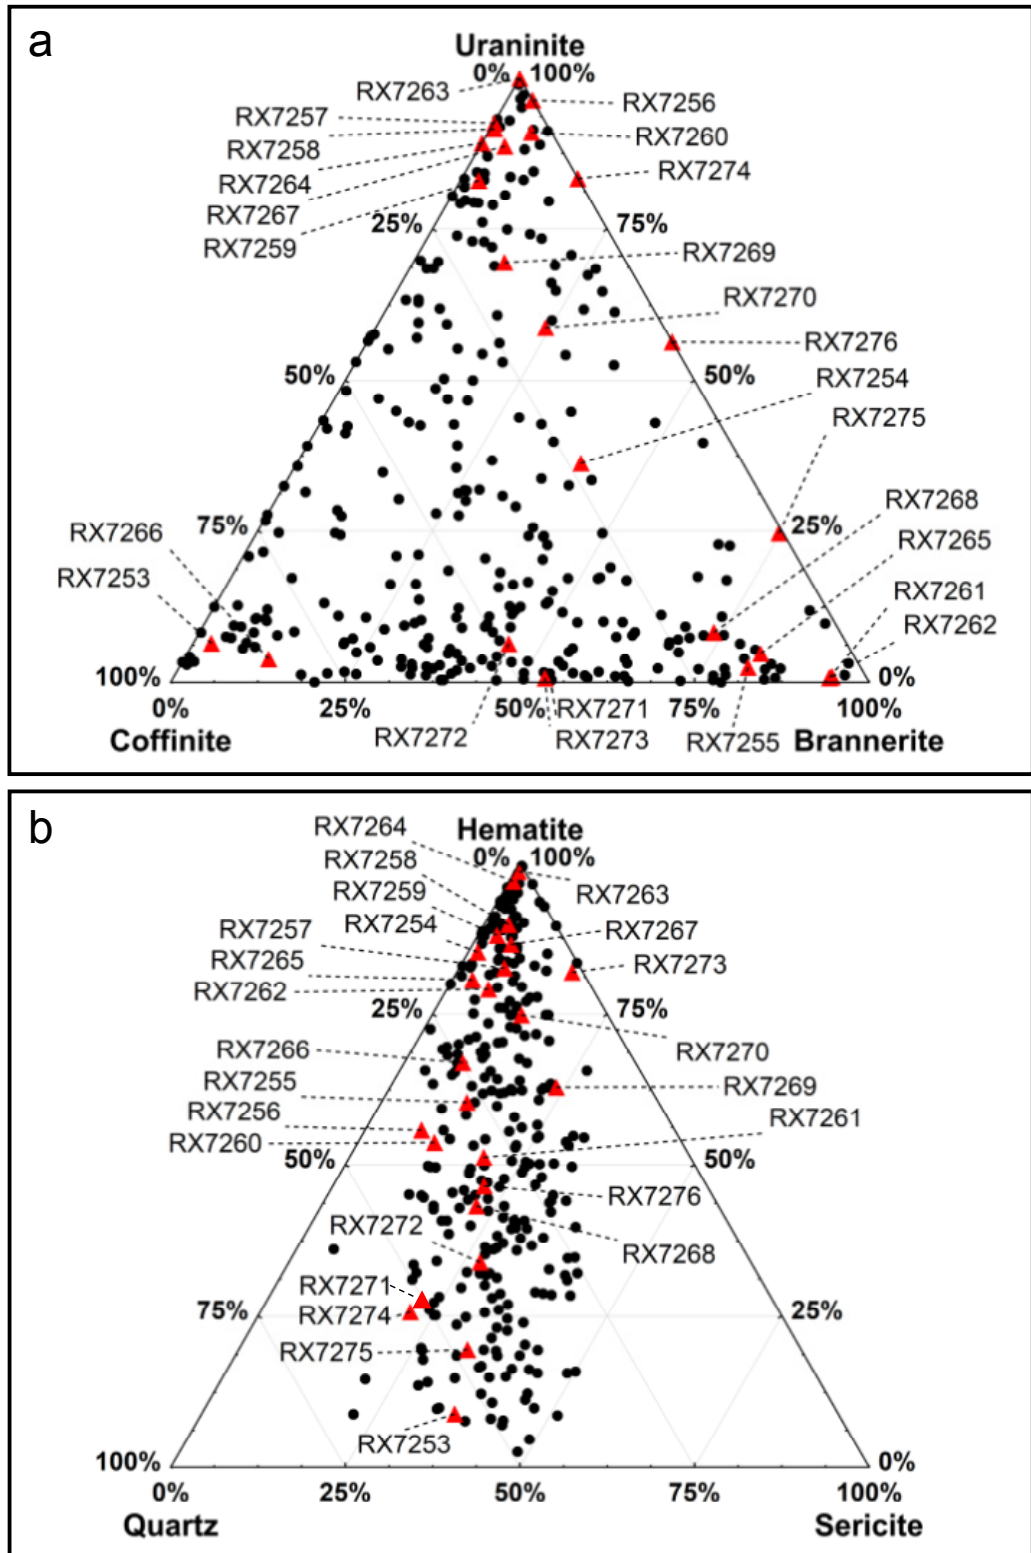 a
Uraninite
0% 100%
RX7263
RX7256
RX7257
RX7260
RX7258
RX7274
RX7264
RX7267
25%
75%
RX7259
RX7269
RX7270
RX7276
50%
50%
RX7254
RX7275
RX7268
75%
25%
RX7266
RX7265
RX7253
RX7261
RX7262
100%
0%
0%
25%
50%
RX7271
75%
100%
Coffinite
RX7272
RX7273
RX7255
Brannerite
b
RX7264
Hematite
0% 100%
RX7258
RX7263
RX7259
RX7254
RX7257
RX7267
RX7265
RX7273
RX7262
25%
75%
RX7266
RX7270
RX7255
RX7269
RX7256
RX7261
RX7260
50%
50%
RX7276
RX7272
RX7268
RX7271
RX7274
75%
25%
RX7275
RX7253
100%
0%
0%
25%
50%
75%
100%
Quartz
Sericite